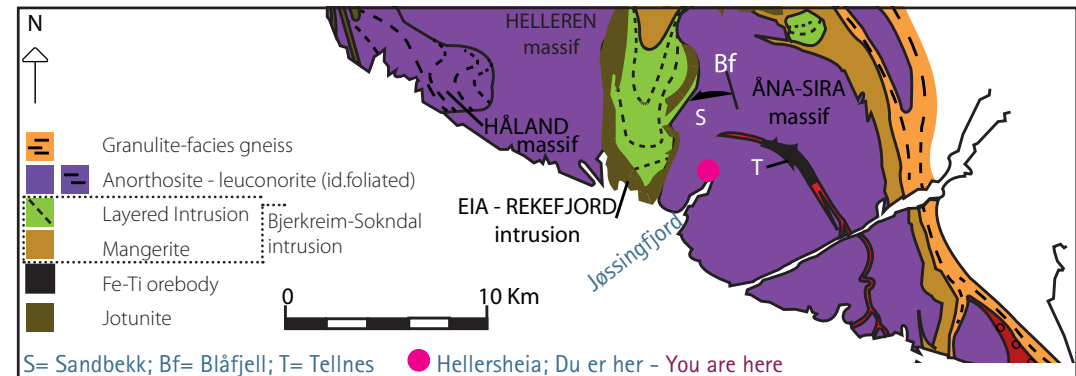 N
HELLEREN
massif
Bf
ÅNA-SIRA
massif
S
HÅLAND
massif
T
EIA - REKEFJORD
intrusion
Jøssingfjord
Granulite-facies gneiss
Anorthosite - leuconorite (id.foliated)
Layered Intrusion
Mangerite
Bjerkreim-Sokndal
intrusion
Fe-Ti orebody
Jotunite
0 10 Km
S= Sandbekk; Bf= Blåfjell; T= Tellnes Hellersheia; Du er her - You are here